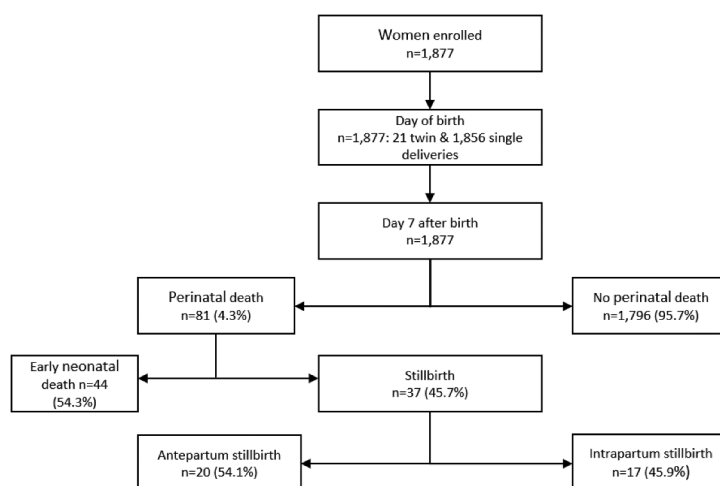 Women enrolled
n=1,877
Day of birth
n=1,877: 21 twin & 1,856 single
deliveries
Day 7 after birth
n=1,877
Perinatal death
n=81 (4.3%)
No perinatal death
n=1,796 (95.7%)
Early neonatal
death n=44
(54.3%)
Stillbirth
n=37 (45.7%)
Antepartum stillbirth
n=20 (54.1%)
Intrapartum stillbirth
n=17 (45.9%)